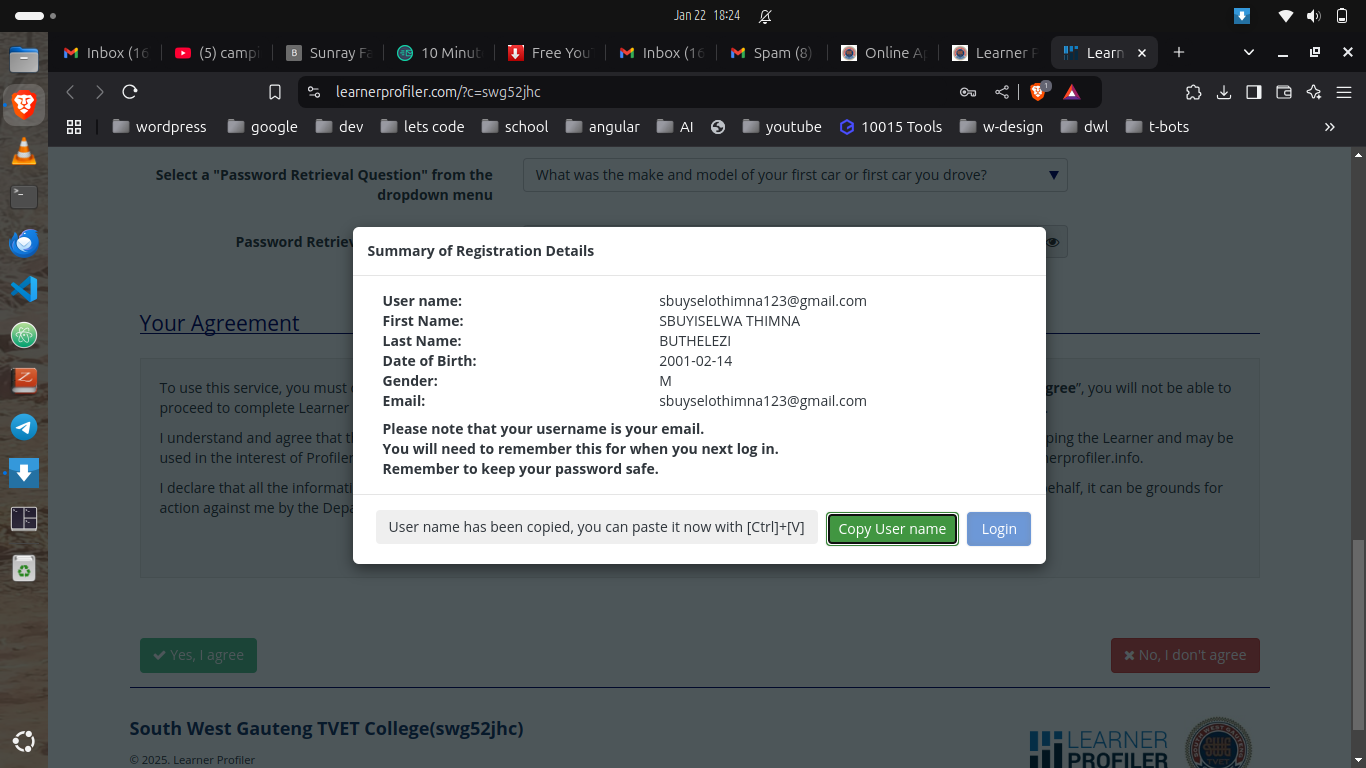 Jan 22 18:24
Inbox (16
(5) camp
Sunray Fa
10 Minut
Free You
Inbox (16
Spam (8)
Online Ap
Learner P
Learn
learnerprofiler.com/?c=swg52jhc
1
wordpress
google
dev
lets code
school
angular
AI
youtube
10015 Tools
w-design
dwl
t-bots
Select a "Password Retrieval Question" from the
dropdown menu
What was the make and model of your first car or first car you drove?
Password Retriev
Summary of Registration Details
User name: sbuyselothimna123@gmail.com
First Name: SBUYISELWA THIMNA
Last Name: BUTHELEZI
Date of Birth: 2001-02-14
Gender: M
Email: sbuyselothimna123@gmail.com
Please note that your username is your email.
You will need to remember this for when you next log in.
Remember to keep your password safe.
User name has been copied, you can paste it now with [Ctrl]+[V]
Copy User name
Login
Your Agreement
To use this service, you must gree", you will not be able to
proceed to complete Learner
I understand and agree that th ping the Learner and may be
used in the interest of Profiler nerprofiler.info.
I declare that all the informati ehalf, it can be grounds for
action against me by the Depa
Yes, I agree
No, I don't agree
South West Gauteng TVET College(swg52jhc)
© 2025. Learner Profiler
LEARNER
PROFILER